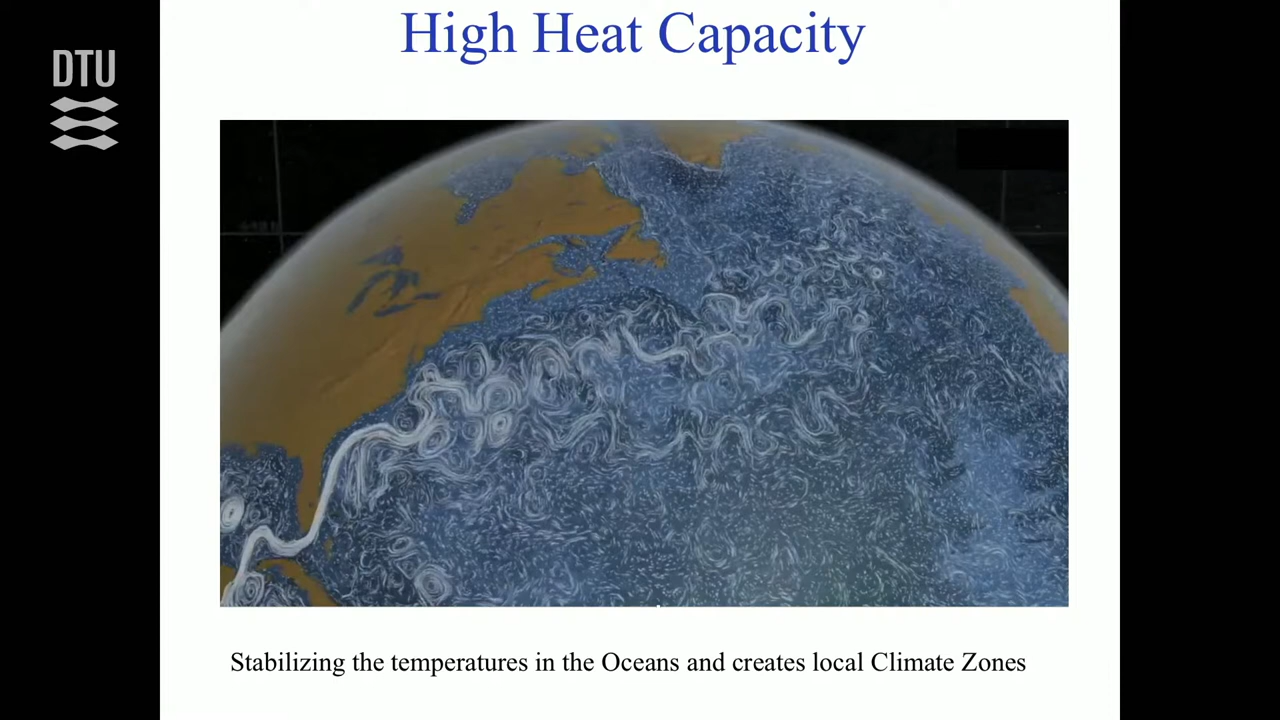 High Heat Capacity
DTU
Stabilizing the temperatures in the Oceans and creates local Climate Zones